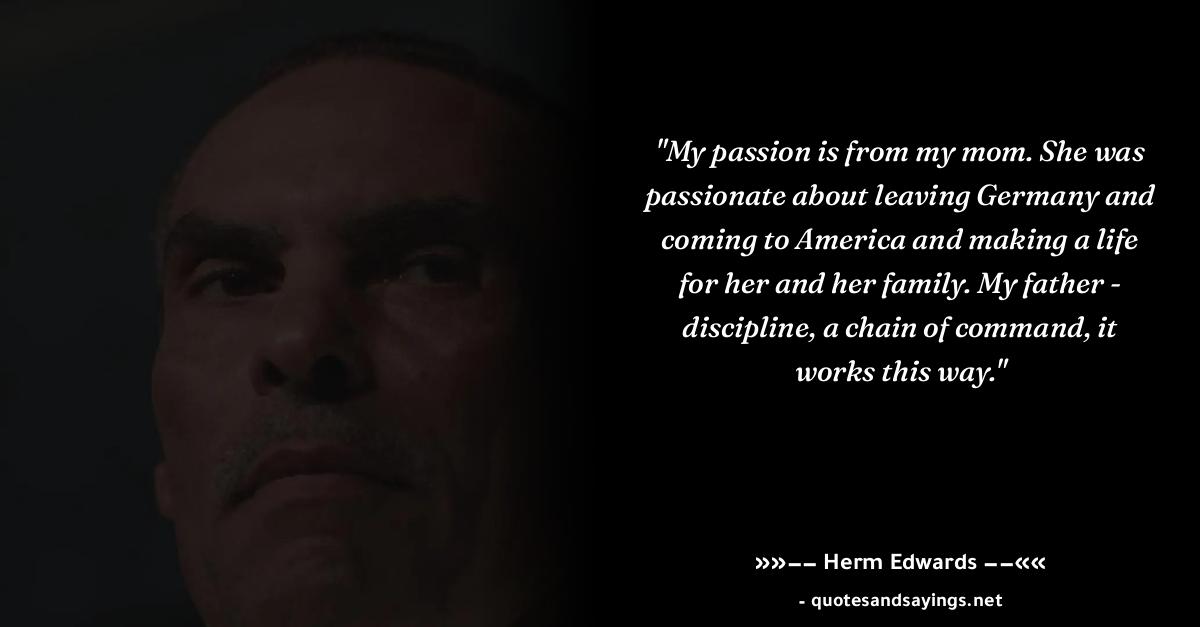 "My passion is from my mom. She was
passionate about leaving Germany and
coming to America and making a life
for her and her family. My father -
discipline, a chain of command, it
works this way."
»»–– Herm Edwards ––««
- quotesandsayings.net